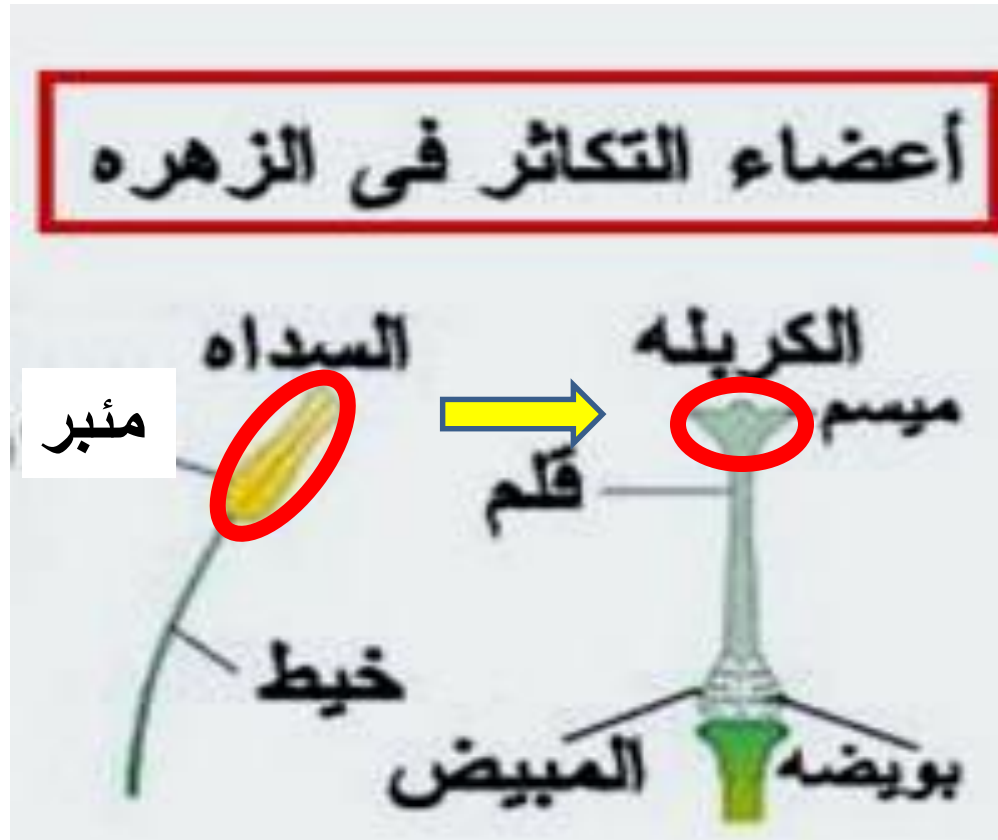 أعضاء التكاثر فى الزهره
الكربله
السداه
ميسم
مئبر
قلم
خيط
بويضه
المبيض